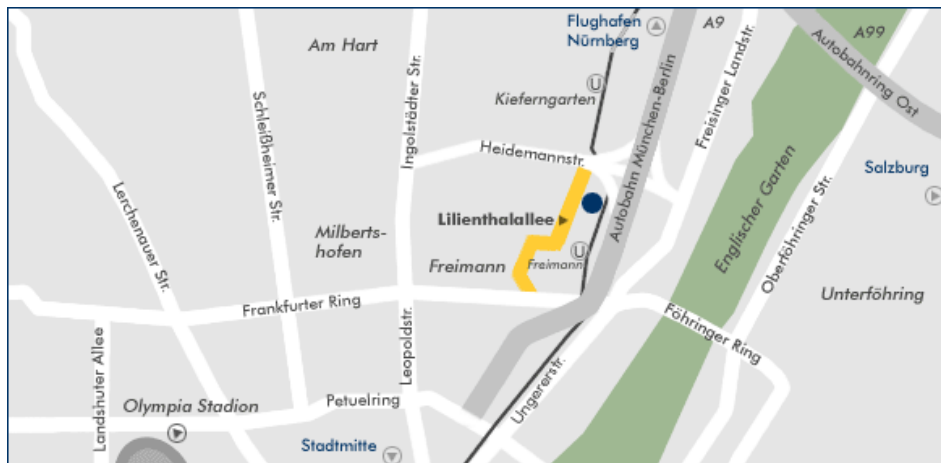 Flughafen
Nürnberg
A9
A99
Am Hart
Ingolstädter Str.
Schleißheimer Str.
U
Kieferngarten
Freisinger Landstr.
Autobahnring Ost
Heidemannstr.
Autobahn München-Berlin
Englischer Garten
Salzburg
Lerchenauer Str.
Lilienthalallee
Milberts-
hofen
Freimann
U
Freimann
Oberföhringer Str.
Unterföhring
Frankfurter Ring
Leopoldstr.
Föhringer Ring
Landshuter Allee
Ungererstr.
Petuelring
Olympia Stadion
Stadtmitte